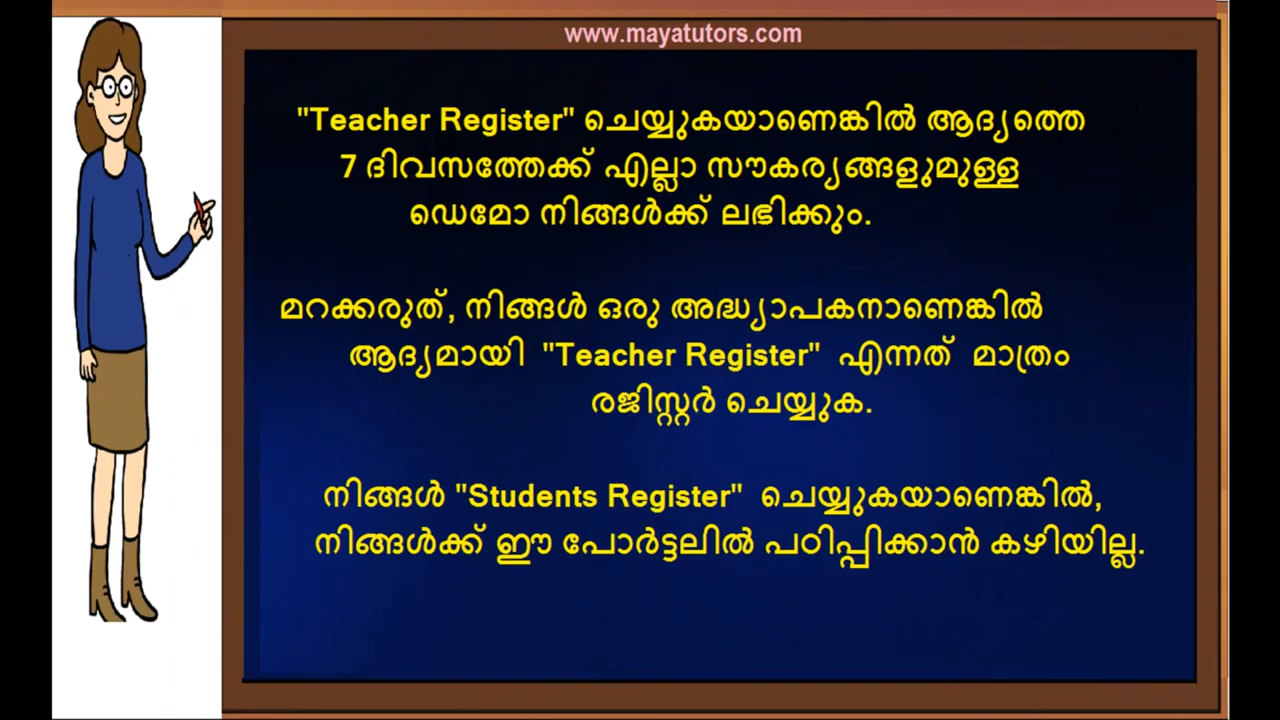 www.mayatutors.com
"Teacher Register" ചെയ്യുകയാണെങ്കിൽ ആദ്യത്തെ
7 ദിവസത്തേക്ക് എല്ലാ സൗകര്യങ്ങളുമുള്ള
ഡെമോ നിങ്ങൾക്ക് ലഭിക്കും.
മറക്കരുത്, നിങ്ങൾ ഒരു അദ്ധ്യാപകനാണെങ്കിൽ
ആദ്യമായി "Teacher Register" എന്നത് മാത്രം
രജിസ്റ്റർ ചെയ്യുക.
നിങ്ങൾ "Students Register" ചെയ്യുകയാണെങ്കിൽ,
നിങ്ങൾക്ക് ഈ പോർട്ടലിൽ പഠിപ്പിക്കാൻ കഴിയില്ല.